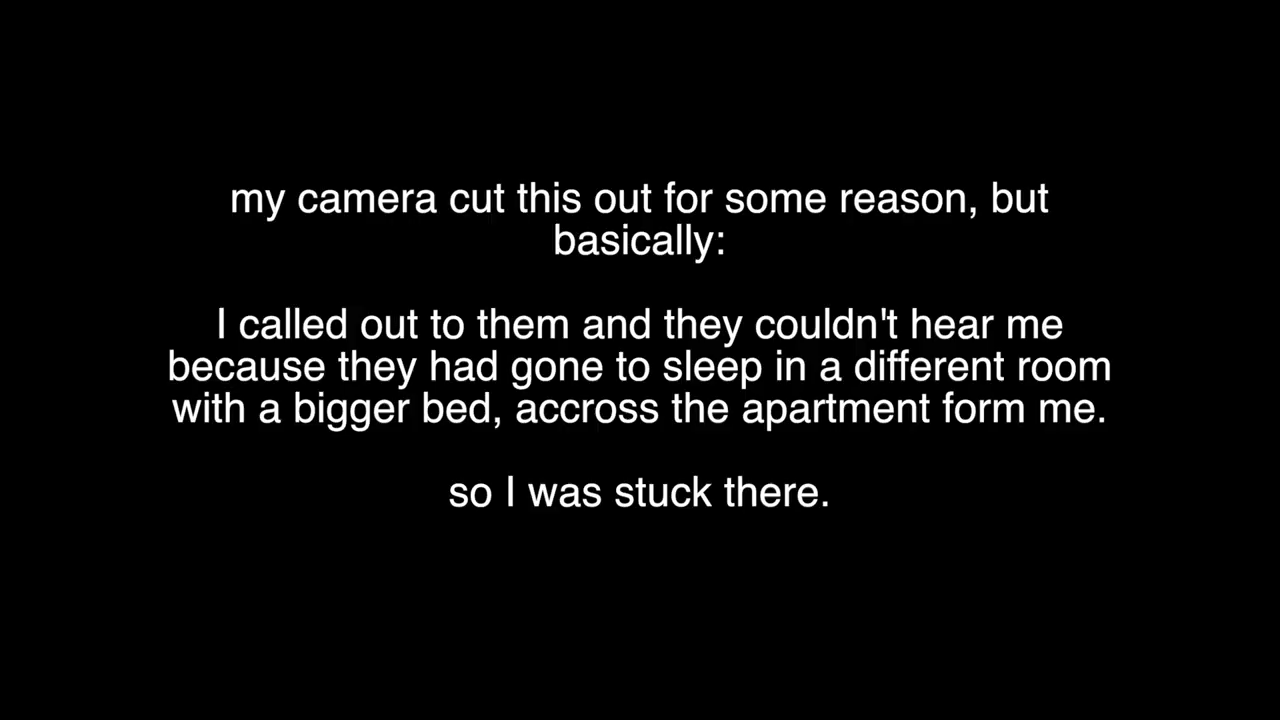 my camera cut this out for some reason, but
basically:
I called out to them and they couldn't hear me
because they had gone to sleep in a different room
with a bigger bed, accross the apartment form me.
so I was stuck there.